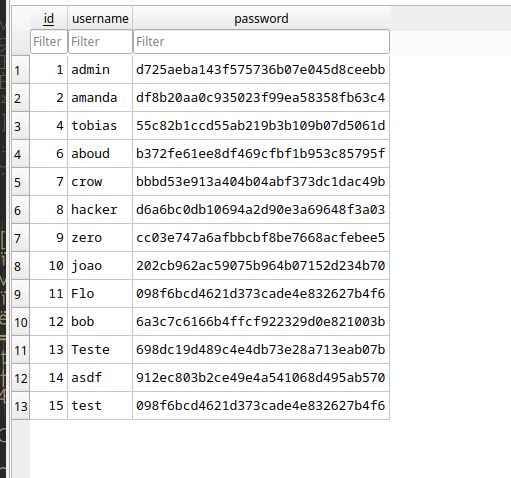 id username password
Filter Filter Filter
1 1 admin d725aeba143f575736b07e045d8ceebb
2 2 amanda df8b20aa0c935023f99ea58358fb63c4
3 4 tobias 55c82b1ccd55ab219b3b109b07d5061d
4 6 aboud b372fe61ee8df469cfbf1b953c85795f
5 7 crow bbbd53e913a404b04abf373dc1dac49b
6 8 hacker d6a6bc0db10694a2d90e3a69648f3a03
7 9 zero cc03e747a6afbbcbf8be7668acfebee5
8 10 joao 202cb962ac59075b964b07152d234b70
9 11 Flo 098f6bcd4621d373cade4e832627b4f6
10 12 bob 6a3c7c6166b4ffcf922329d0e821003b
11 13 Teste 698dc19d489c4e4db73e28a713eab07b
12 14 asdf 912ec803b2ce49e4a541068d495ab570
13 15 test 098f6bcd4621d373cade4e832627b4f6